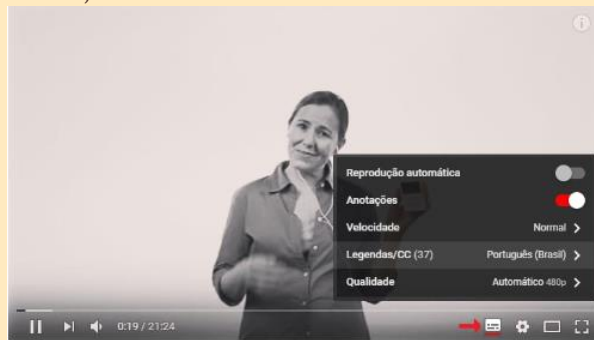 Reprodução automática
Anotações
Velocidade Normal
Legendas/CC (37) Português (Brasil)
Qualidade Automático 480p
0:19 / 21:24